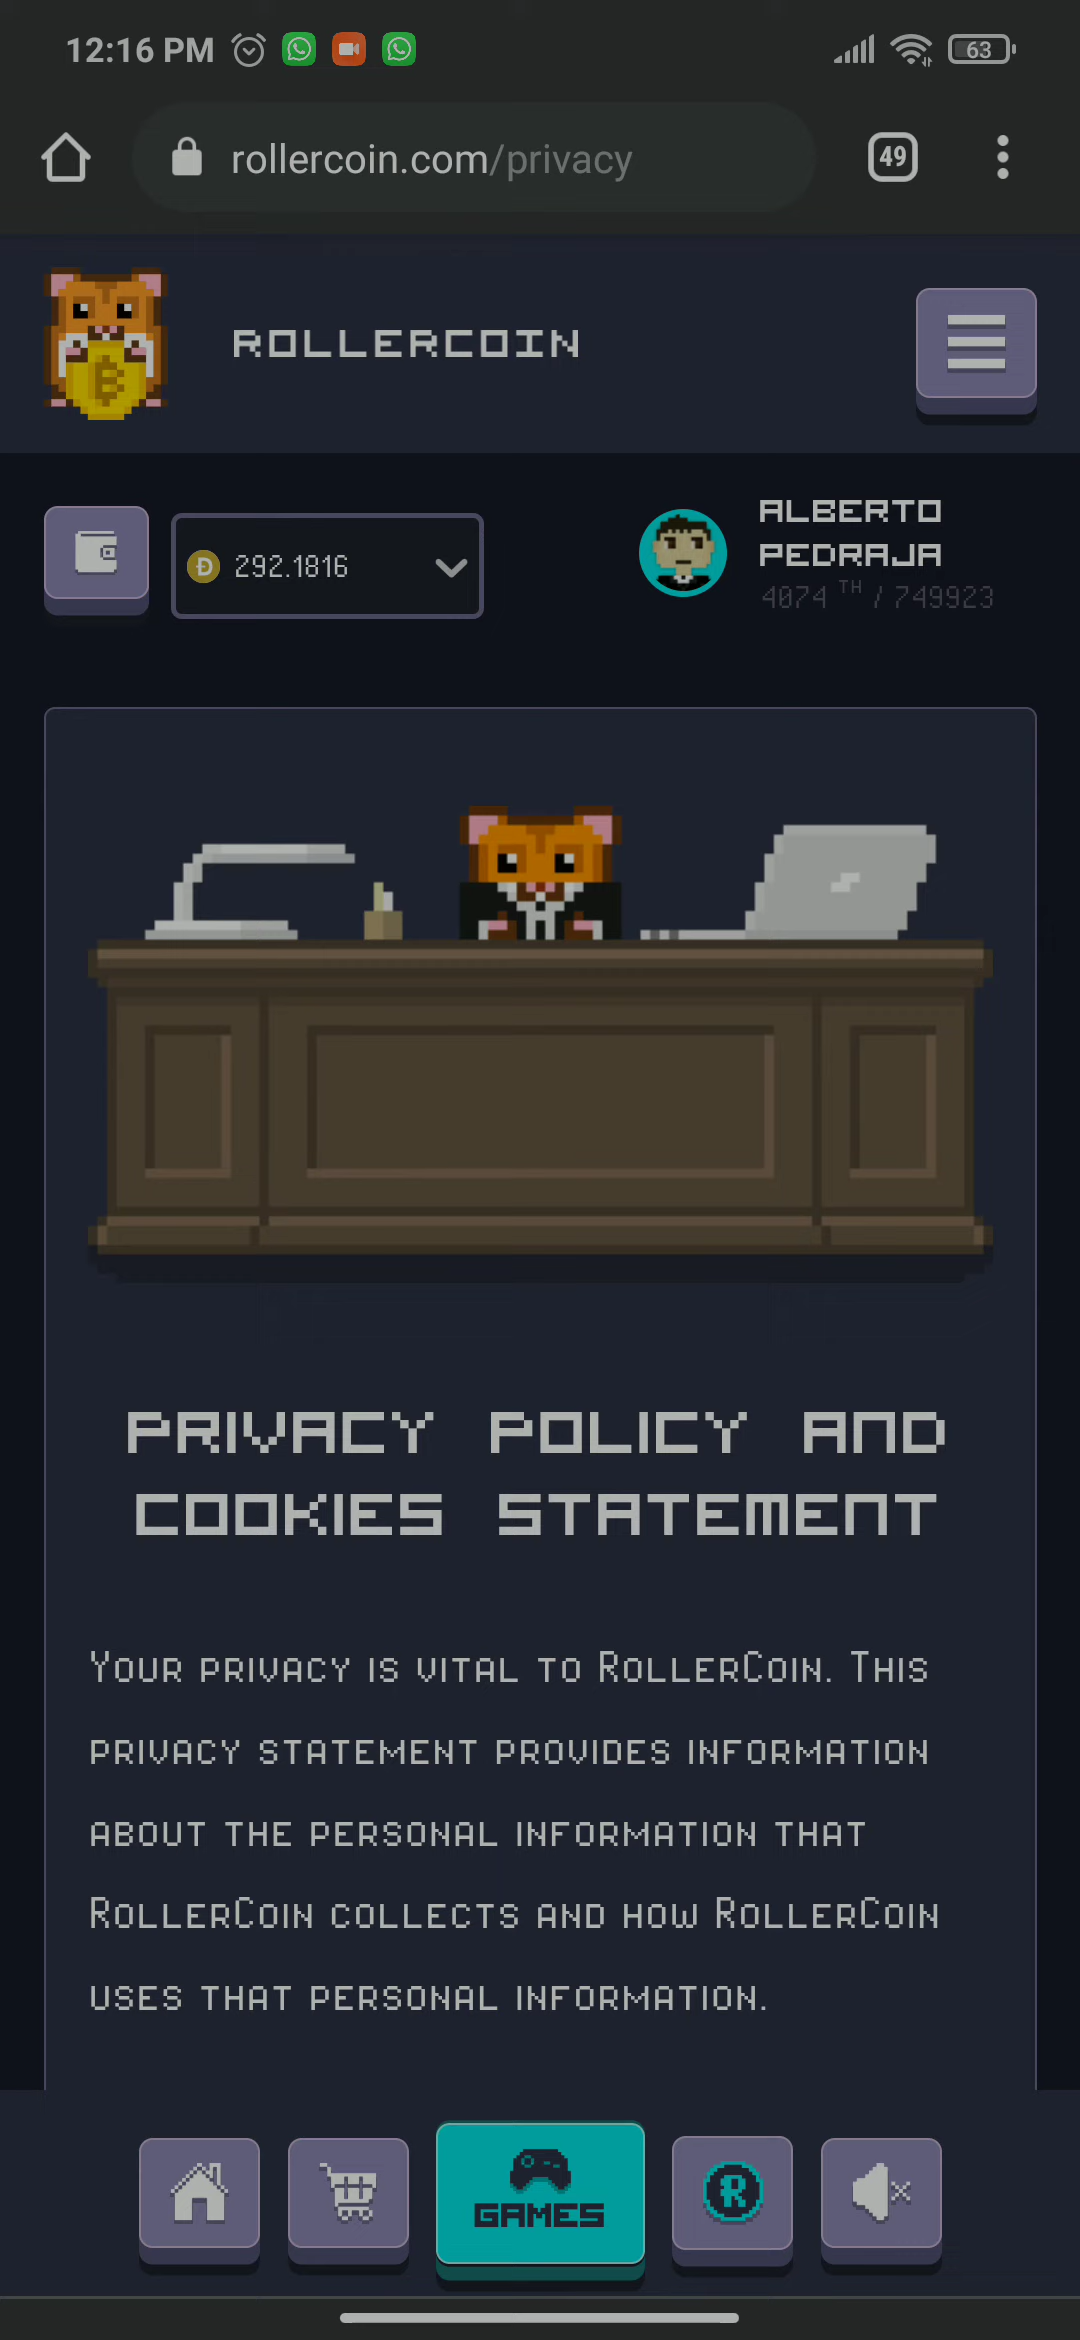 12:16 PM
63
rollercoin.com/privacy
49
ROLLERCOIN
292.1816
ALBERTO
PEDRAJA
4074 TH / 749923
PRIVACY POLICY AND
COOKIES STATEMENT
Your privacy is vital to RollerCoin. This
privacy statement provides information
about the personal information that
RollerCoin collects and how RollerCoin
uses that personal information.
GAMES